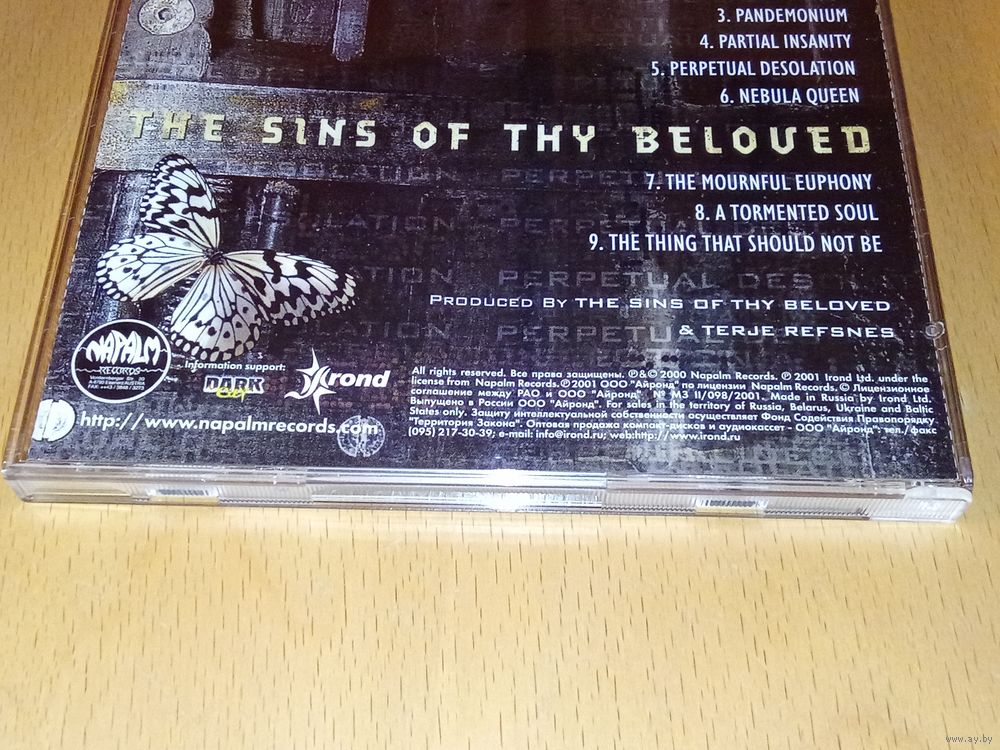 3. PANDEMONIUM
4. PARTIAL INSANITY
5. PERPETUAL DESOLATION
6. NEBULA QUEEN
THE SINS OF THY BELOVED
7. THE MOURNFUL EUPHONY
8. A TORMENTED SOUL
9. THE THING THAT SHOULD NOT BE
PERPETUAL DES
PRODUCED BY THE SINS OF THY BELOVED
& TERJE REFSNES
NAPALM
RECORDS
information support:
DARK
City
Irond
http://www.napalmrecords.com
All rights reserved. Все права защищены. ℗&© 2000 Napalm Records. ℗ 2001 Irond Ltd. under the
license from Napalm Records.℗ 2001 ООО "Айронд" по лицензии Napalm Records. © Лицензионное
соглашение между РАО и ООО "Айронд" № МЗ II/098/2001. Made in Russia by Irond Ltd.
Выпущено в России ООО "Айронд". For sales in the territory of Russia, Belarus, Ukraine and Baltic
States only. Защиту интеллектуальной собственности осуществляет Фонд Содействия Правопорядку
"Территория Закона". Оптовая продажа компакт-дисков и аудиокассет - ООО "Айронд": тел./факс
(095) 217-30-39; e-mail: info@irond.ru; web:http://www.irond.ru
www.ay.by